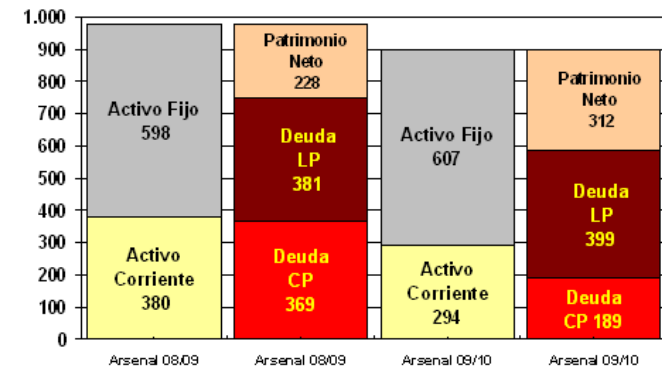 1.000
900
800
700
600
500
400
300
200
100
0
Activo Fijo
598
Activo
Corriente
380
Patrimonio
Neto
228
Deuda
LP
381
Deuda
CP
369
Activo Fijo
607
Activo
Corriente
294
Patrimonio
Neto
312
Deuda
LP
399
Deuda
CP 189
Arsenal 08/09
Arsenal 08/09
Arsenal 09/10
Arsenal 09/10